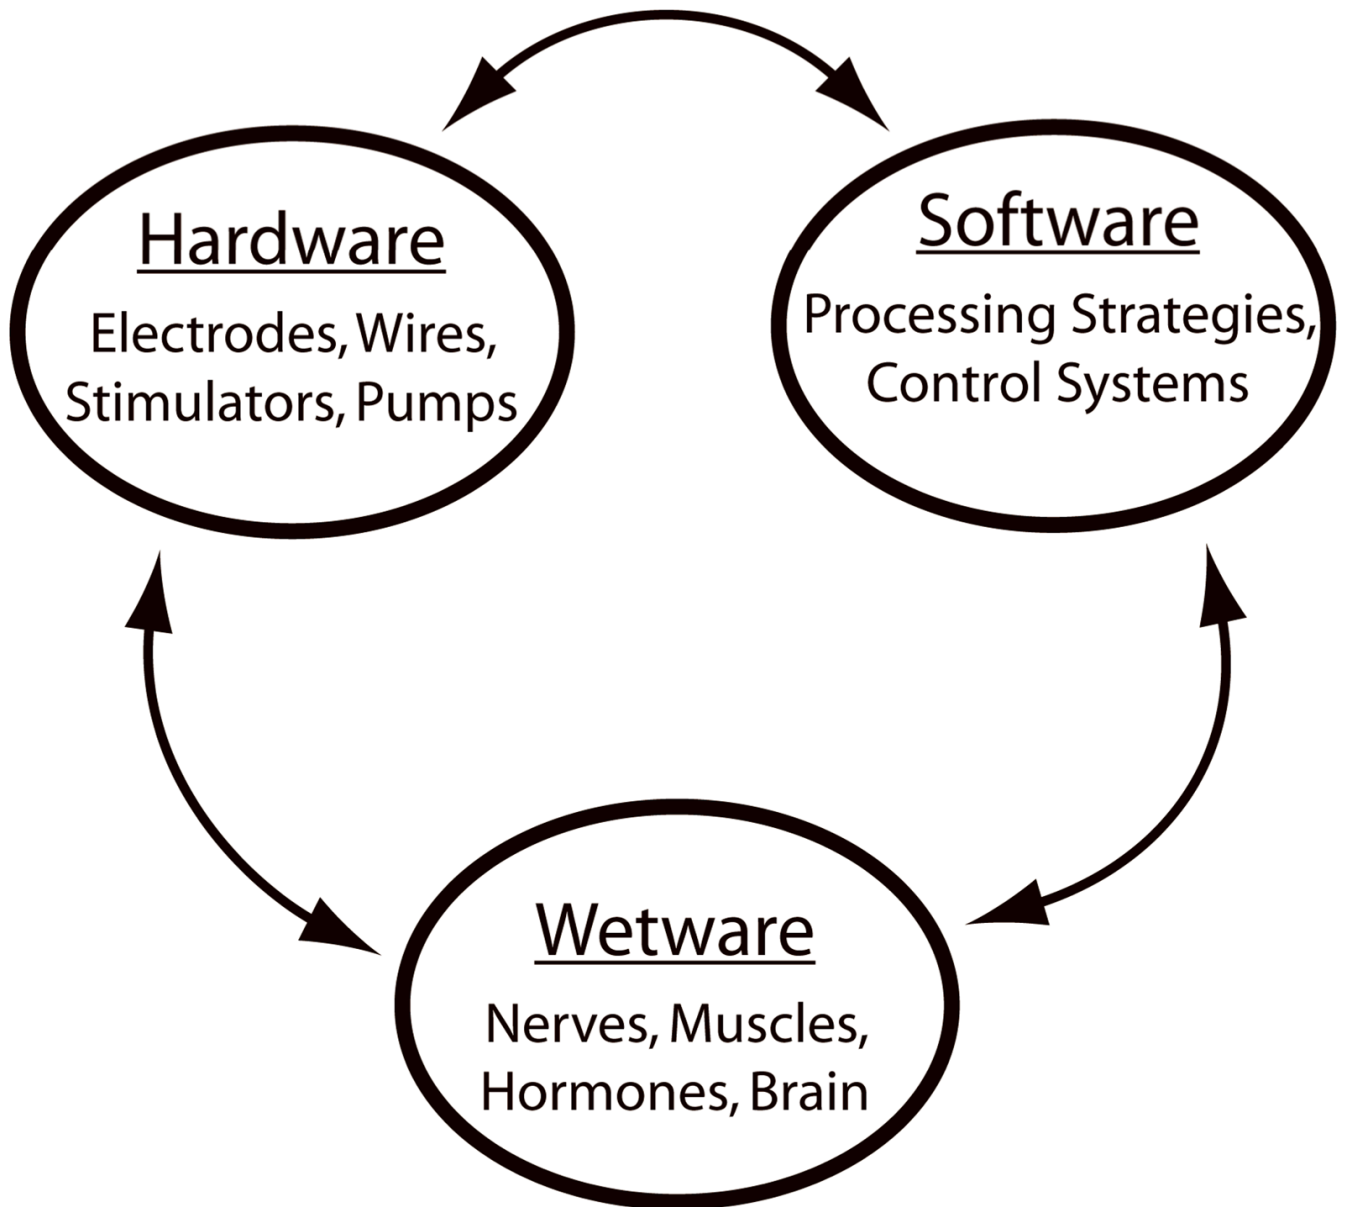 Hardware
Electrodes, Wires,
Stimulators, Pumps
Software
Processing Strategies,
Control Systems
Wetware
Nerves, Muscles,
Hormones, Brain